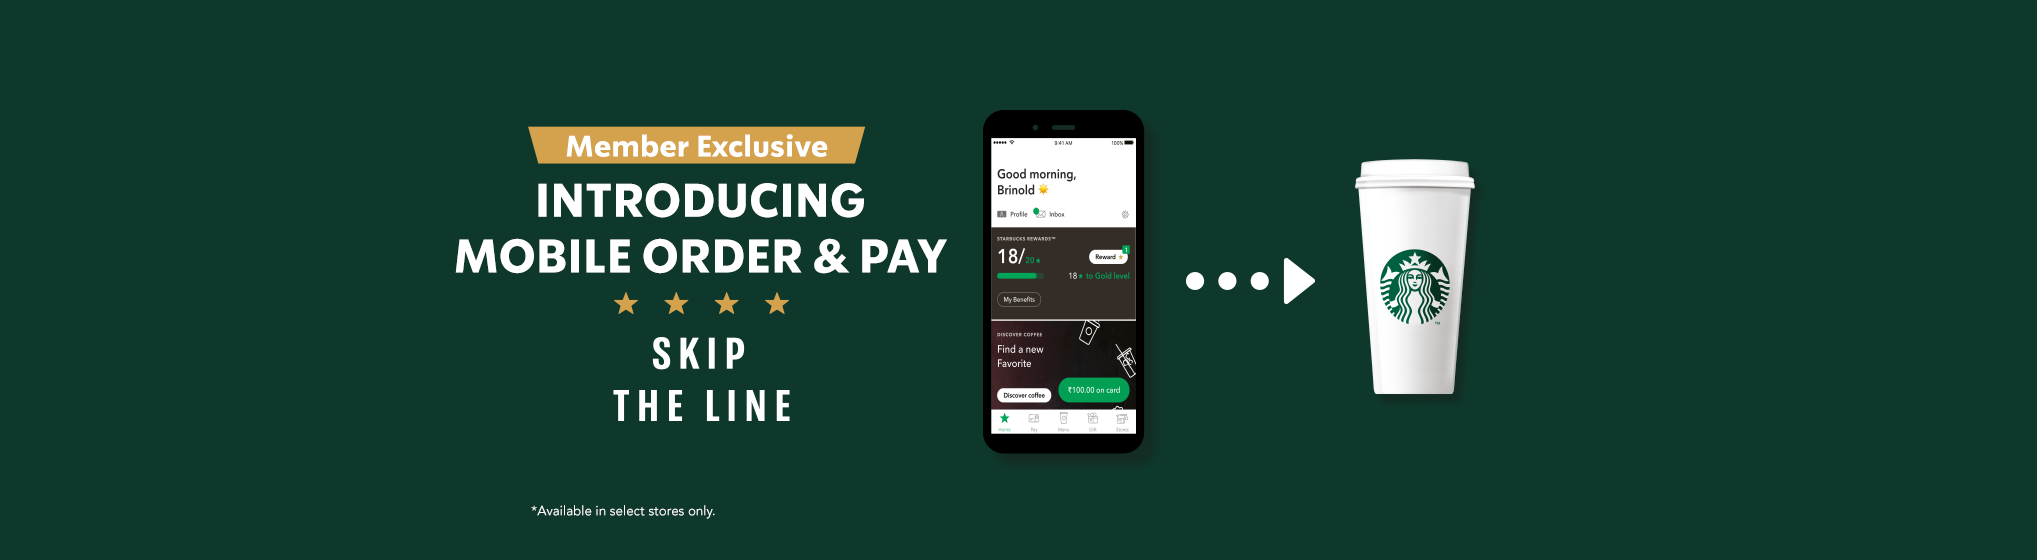 Member Exclusive
INTRODUCING
MOBILE ORDER & PAY
SKIP
THE LINE
*Available in select stores only.
9:41 AM
100%
Good morning,
Brinold
Profile
Inbox
STARBUCKS REWARDS™
18/20★
1
Reward
18★ to Gold level
My Benefits
DISCOVER COFFEE
Find a new
Favorite
Discover coffee
₹100.00 on card
Home
Pay
Menu
Gift
Stores
TM